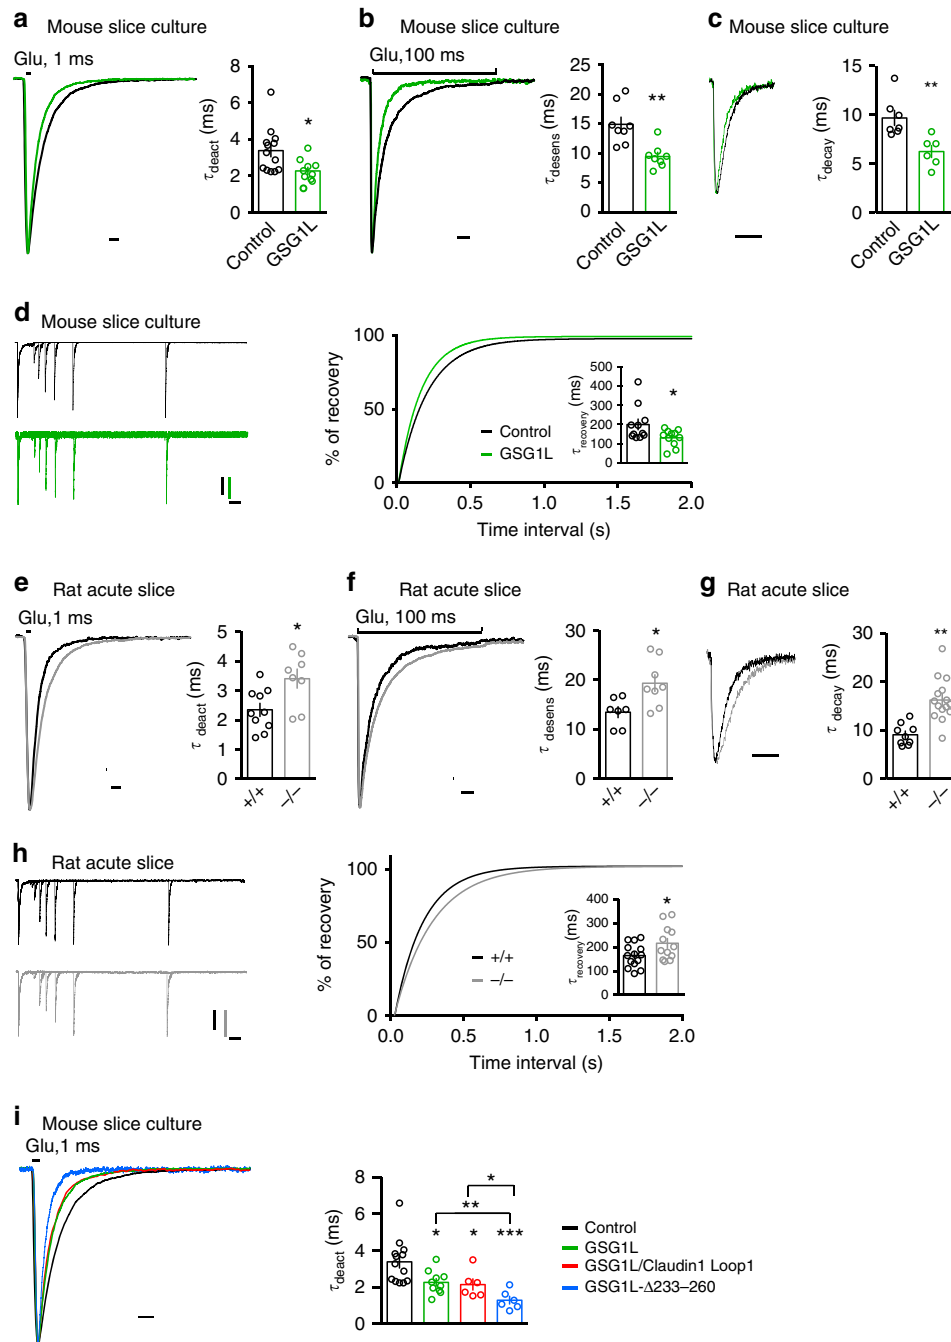 a Mouse slice culture
Glu, 1 ms
τdeact (ms)
8
6
4
2
0
Control
GSG1L
*
b Mouse slice culture
Glu,100 ms
τdesens (ms)
25
20
15
10
5
0
Control
GSG1L
**
c Mouse slice culture
τdecay (ms)
15
10
5
0
Control
GSG1L
**
d Mouse slice culture
% of recovery
100
50
0
0.0 0.5 1.0 1.5 2.0
Time interval (s)
Control
GSG1L
τrecovery (ms)
500
400
300
200
100
0
*
e Rat acute slice
Glu,1 ms
τ deact (ms)
5
4
3
2
1
0
+/+
−/−
*
f Rat acute slice
Glu, 100 ms
τ desens (ms)
30
20
10
0
+/+
−/−
*
g Rat acute slice
τ decay (ms)
30
20
10
0
+/+
−/−
**
h Rat acute slice
% of recovery
100
50
0
0.0 0.5 1.0 1.5 2.0
Time interval (s)
+/+
−/−
τrecovery (ms)
400
300
200
100
0
*
i Mouse slice culture
Glu,1 ms
τdeact (ms)
8
6
4
2
0
*
**
* * ***
Control
GSG1L
GSG1L/Claudin1 Loop1
GSG1L-Δ233–260